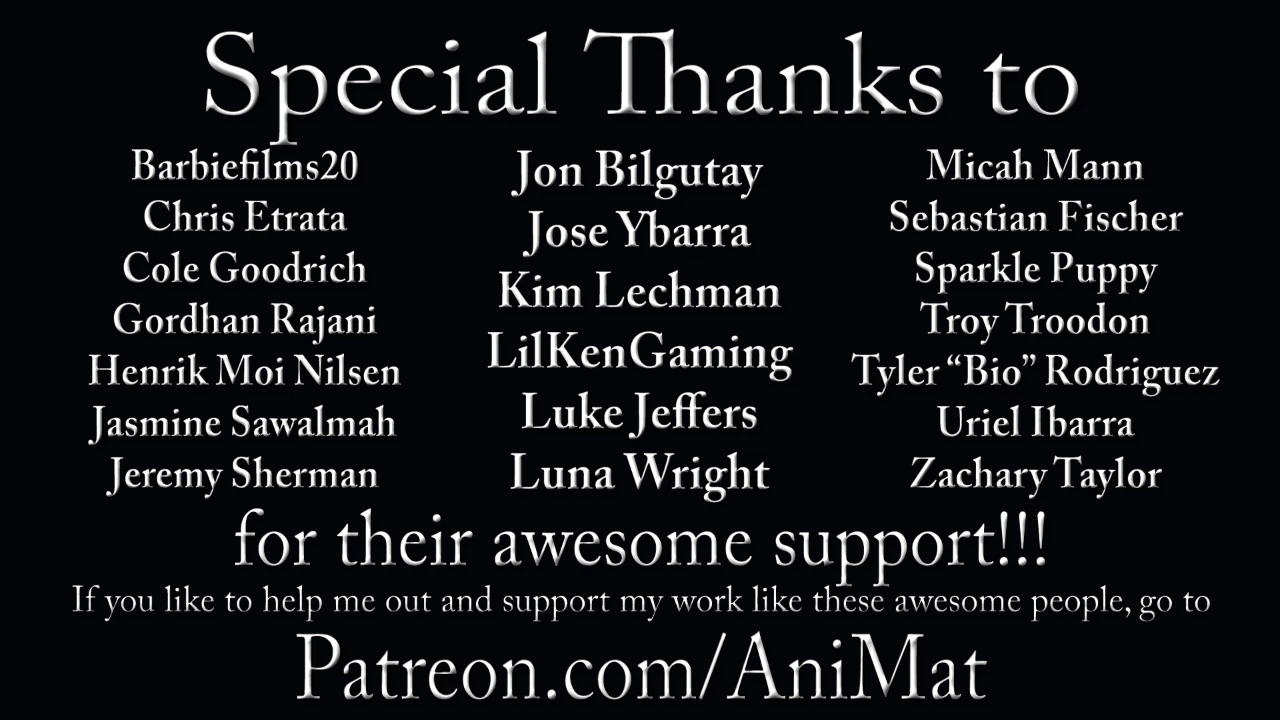 Special Thanks to
Barbiefilms20
Chris Etrata
Cole Goodrich
Gordhan Rajani
Henrik Moi Nilsen
Jasmine Sawalmah
Jeremy Sherman
Jon Bilgutay
Jose Ybarra
Kim Lechman
LilKenGaming
Luke Jeffers
Luna Wright
Micah Mann
Sebastian Fischer
Sparkle Puppy
Troy Troodon
Tyler “Bio” Rodriguez
Uriel Ibarra
Zachary Taylor
for their awesome support!!!
If you like to help me out and support my work like these awesome people, go to
Patreon.com/AniMat